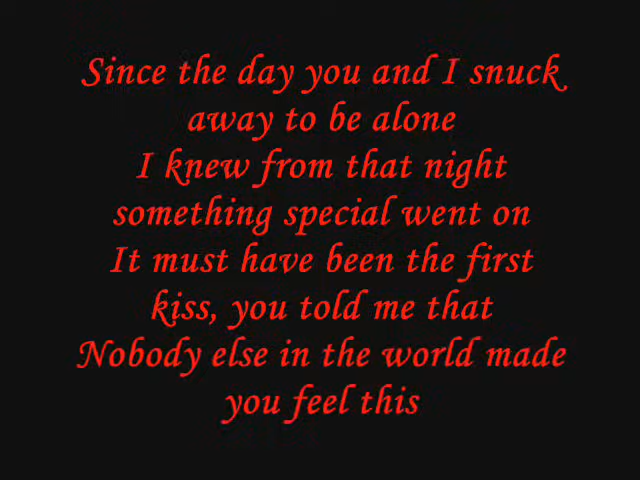 Since the day you and I snuck
away to be alone
I knew from that night
something special went on
It must have been the first
kiss, you told me that
Nobody else in the world made
you feel this